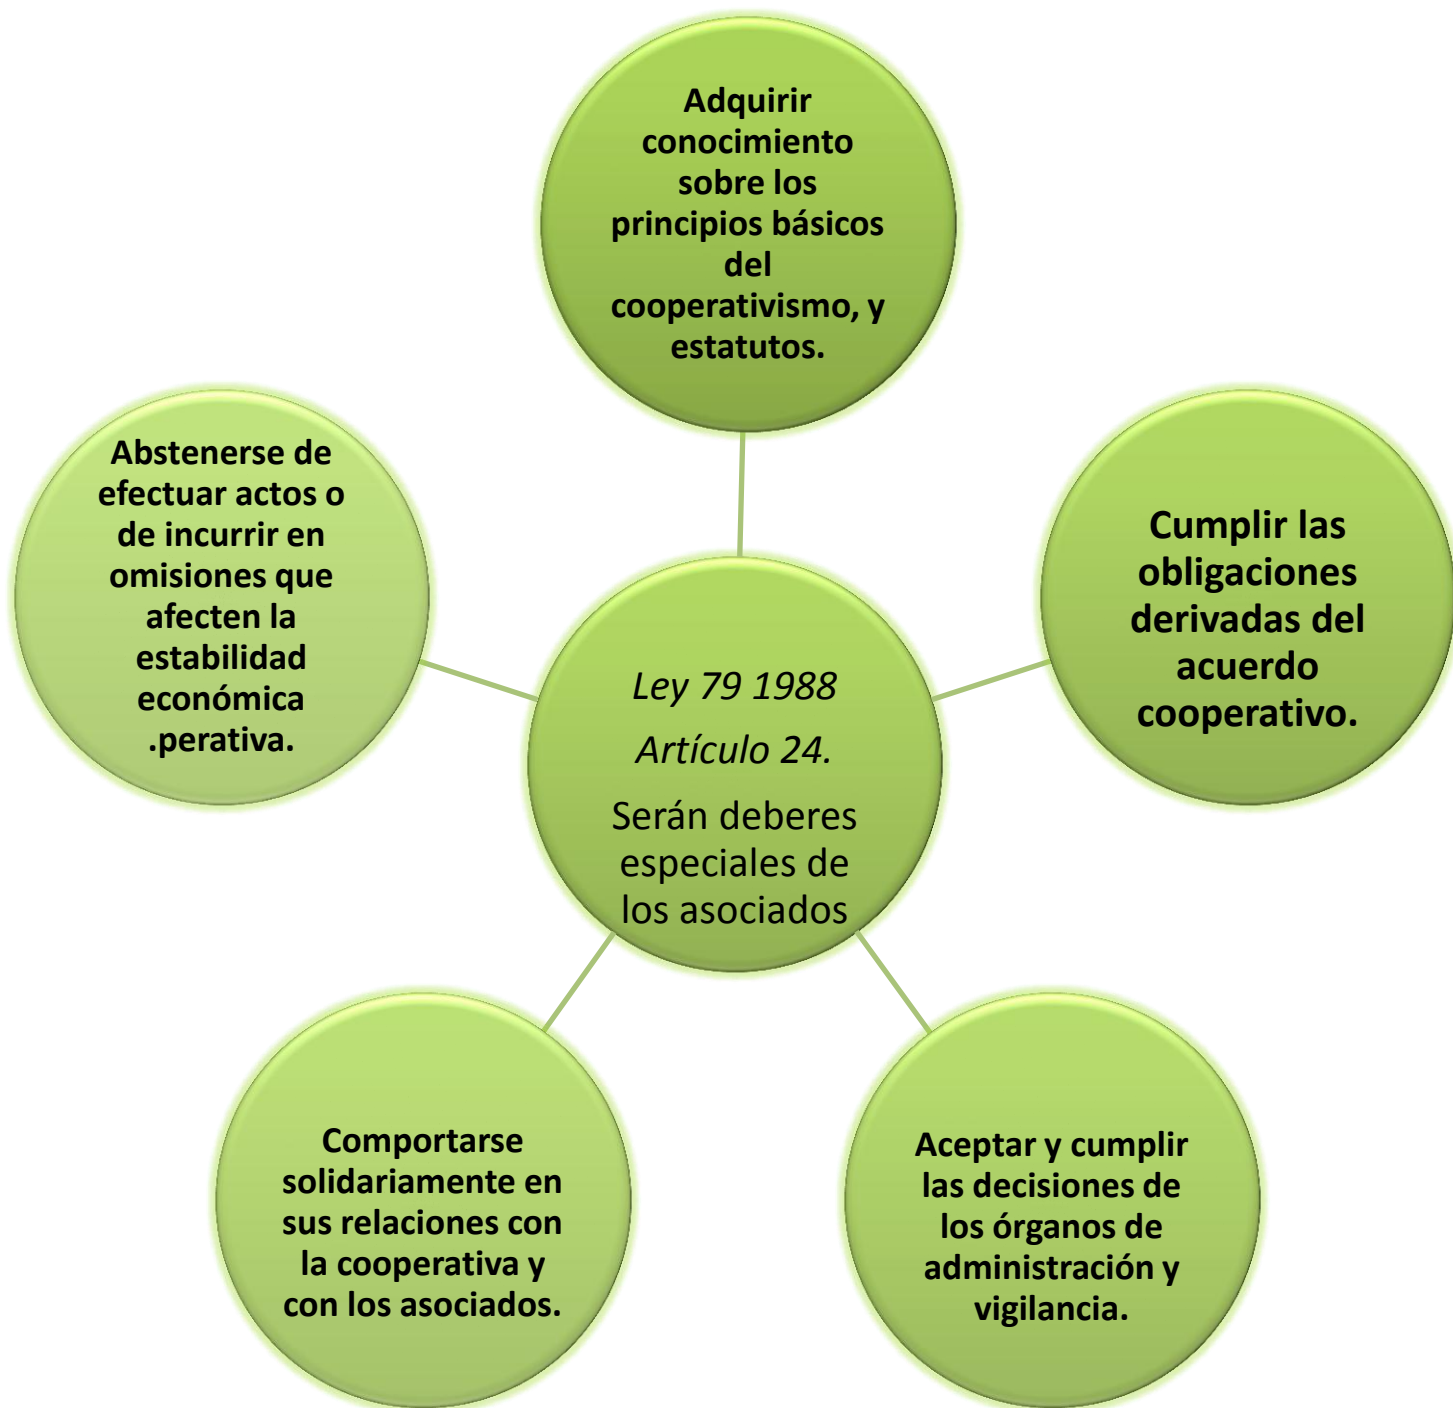 Adquirir
conocimiento
sobre los
principios básicos
del
cooperativismo, y
estatutos.
Cumplir las
obligaciones
derivadas del
acuerdo
cooperativo.
Aceptar y cumplir
las decisiones de
los órganos de
administración y
vigilancia.
Comportarse
solidariamente en
sus relaciones con
la cooperativa y
con los asociados.
Abstenerse de
efectuar actos o
de incurrir en
omisiones que
afecten la
estabilidad
económica
.perativa.
Ley 79 1988
Artículo 24.
Serán deberes
especiales de
los asociados